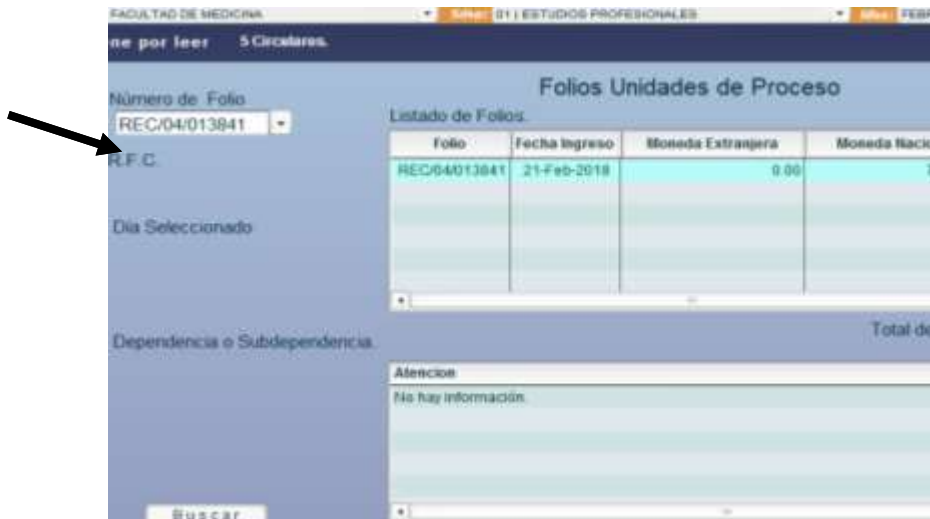 FACULTAD DE MEDICINA 01 | ESTUDIOS PROFESIONALES
ne por leer 5 Circulares.
Folios Unidades de Proceso
Número de Folio
REC/04/013841
Listado de Folios.
Folio Fecha Ingreso Moneda Extranjera Moneda Nacio
REC/04/013841 21-Feb-2018 0.00
R.F.C.
Día Seleccionado
Total de
Dependencia o Subdependencia.
Atencion
No hay información.
Buscar